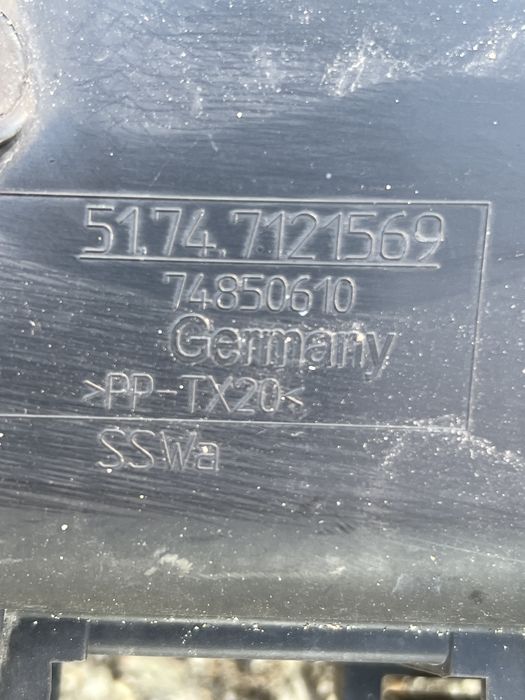 51.74.7121569
74850610
Germany
>PP-TX20<
SSWa